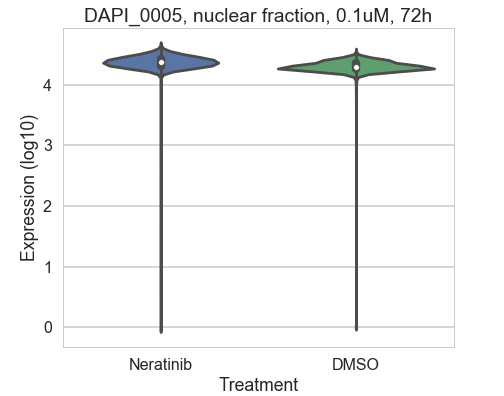 DAPI_0005, nuclear fraction, 0.1uM, 72h
Expression (log10)
4
3
2
1
0
Neratinib DMSO
Treatment